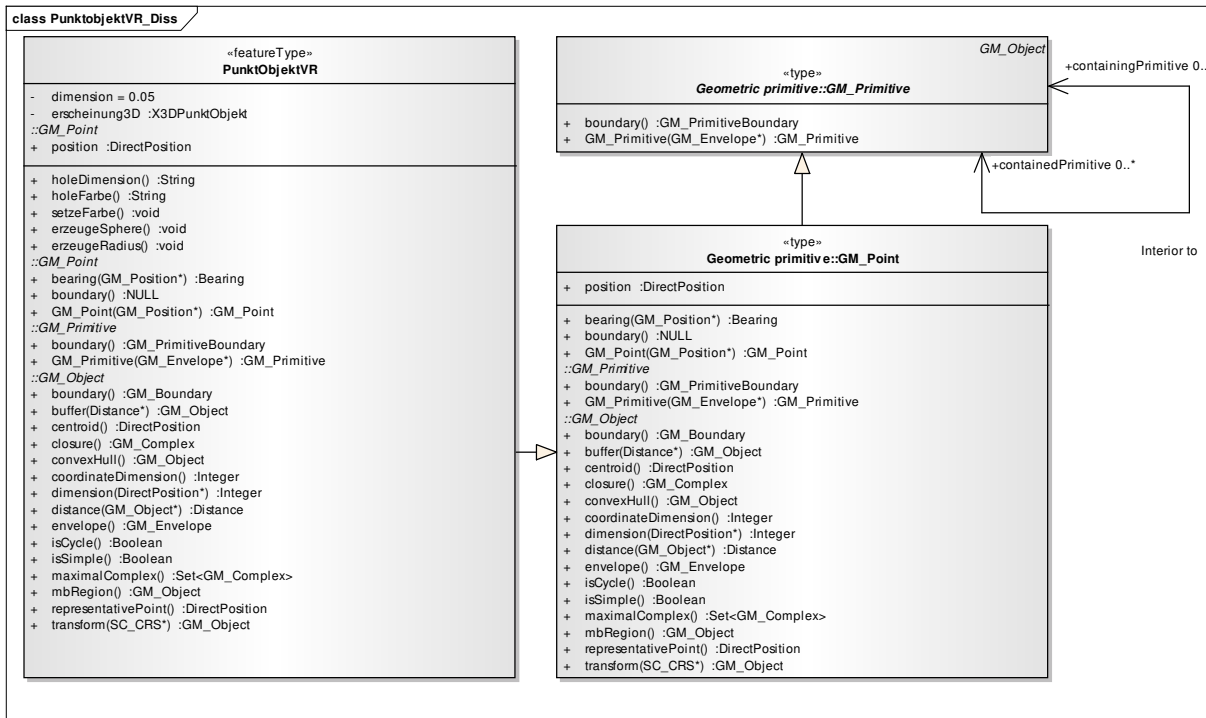 class PunktobjektVR_Diss
«featureType»
PunktObjektVR
- dimension = 0.05
- erscheinung3D :X3DPunktObjekt
::GM_Point
+ position :DirectPosition
+ holeDimension() :String
+ holeFarbe() :String
+ setzeFarbe() :void
+ erzeugeSphere() :void
+ erzeugeRadius() :void
::GM_Point
+ bearing(GM_Position*) :Bearing
+ boundary() :NULL
+ GM_Point(GM_Position*) :GM_Point
::GM_Primitive
+ boundary() :GM_PrimitiveBoundary
+ GM_Primitive(GM_Envelope*) :GM_Primitive
::GM_Object
+ boundary() :GM_Boundary
+ buffer(Distance*) :GM_Object
+ centroid() :DirectPosition
+ closure() :GM_Complex
+ convexHull() :GM_Object
+ coordinateDimension() :Integer
+ dimension(DirectPosition*) :Integer
+ distance(GM_Object*) :Distance
+ envelope() :GM_Envelope
+ isCycle() :Boolean
+ isSimple() :Boolean
+ maximalComplex() :Set<GM_Complex>
+ mbRegion() :GM_Object
+ representativePoint() :DirectPosition
+ transform(SC_CRS*) :GM_Object
GM_Object
«type»
Geometric primitive::GM_Primitive
+ boundary() :GM_PrimitiveBoundary
+ GM_Primitive(GM_Envelope*) :GM_Primitive
+containingPrimitive 0..
+containedPrimitive 0..*
Interior to
«type»
Geometric primitive::GM_Point
+ position :DirectPosition
+ bearing(GM_Position*) :Bearing
+ boundary() :NULL
+ GM_Point(GM_Position*) :GM_Point
::GM_Primitive
+ boundary() :GM_PrimitiveBoundary
+ GM_Primitive(GM_Envelope*) :GM_Primitive
::GM_Object
+ boundary() :GM_Boundary
+ buffer(Distance*) :GM_Object
+ centroid() :DirectPosition
+ closure() :GM_Complex
+ convexHull() :GM_Object
+ coordinateDimension() :Integer
+ dimension(DirectPosition*) :Integer
+ distance(GM_Object*) :Distance
+ envelope() :GM_Envelope
+ isCycle() :Boolean
+ isSimple() :Boolean
+ maximalComplex() :Set<GM_Complex>
+ mbRegion() :GM_Object
+ representativePoint() :DirectPosition
+ transform(SC_CRS*) :GM_Object